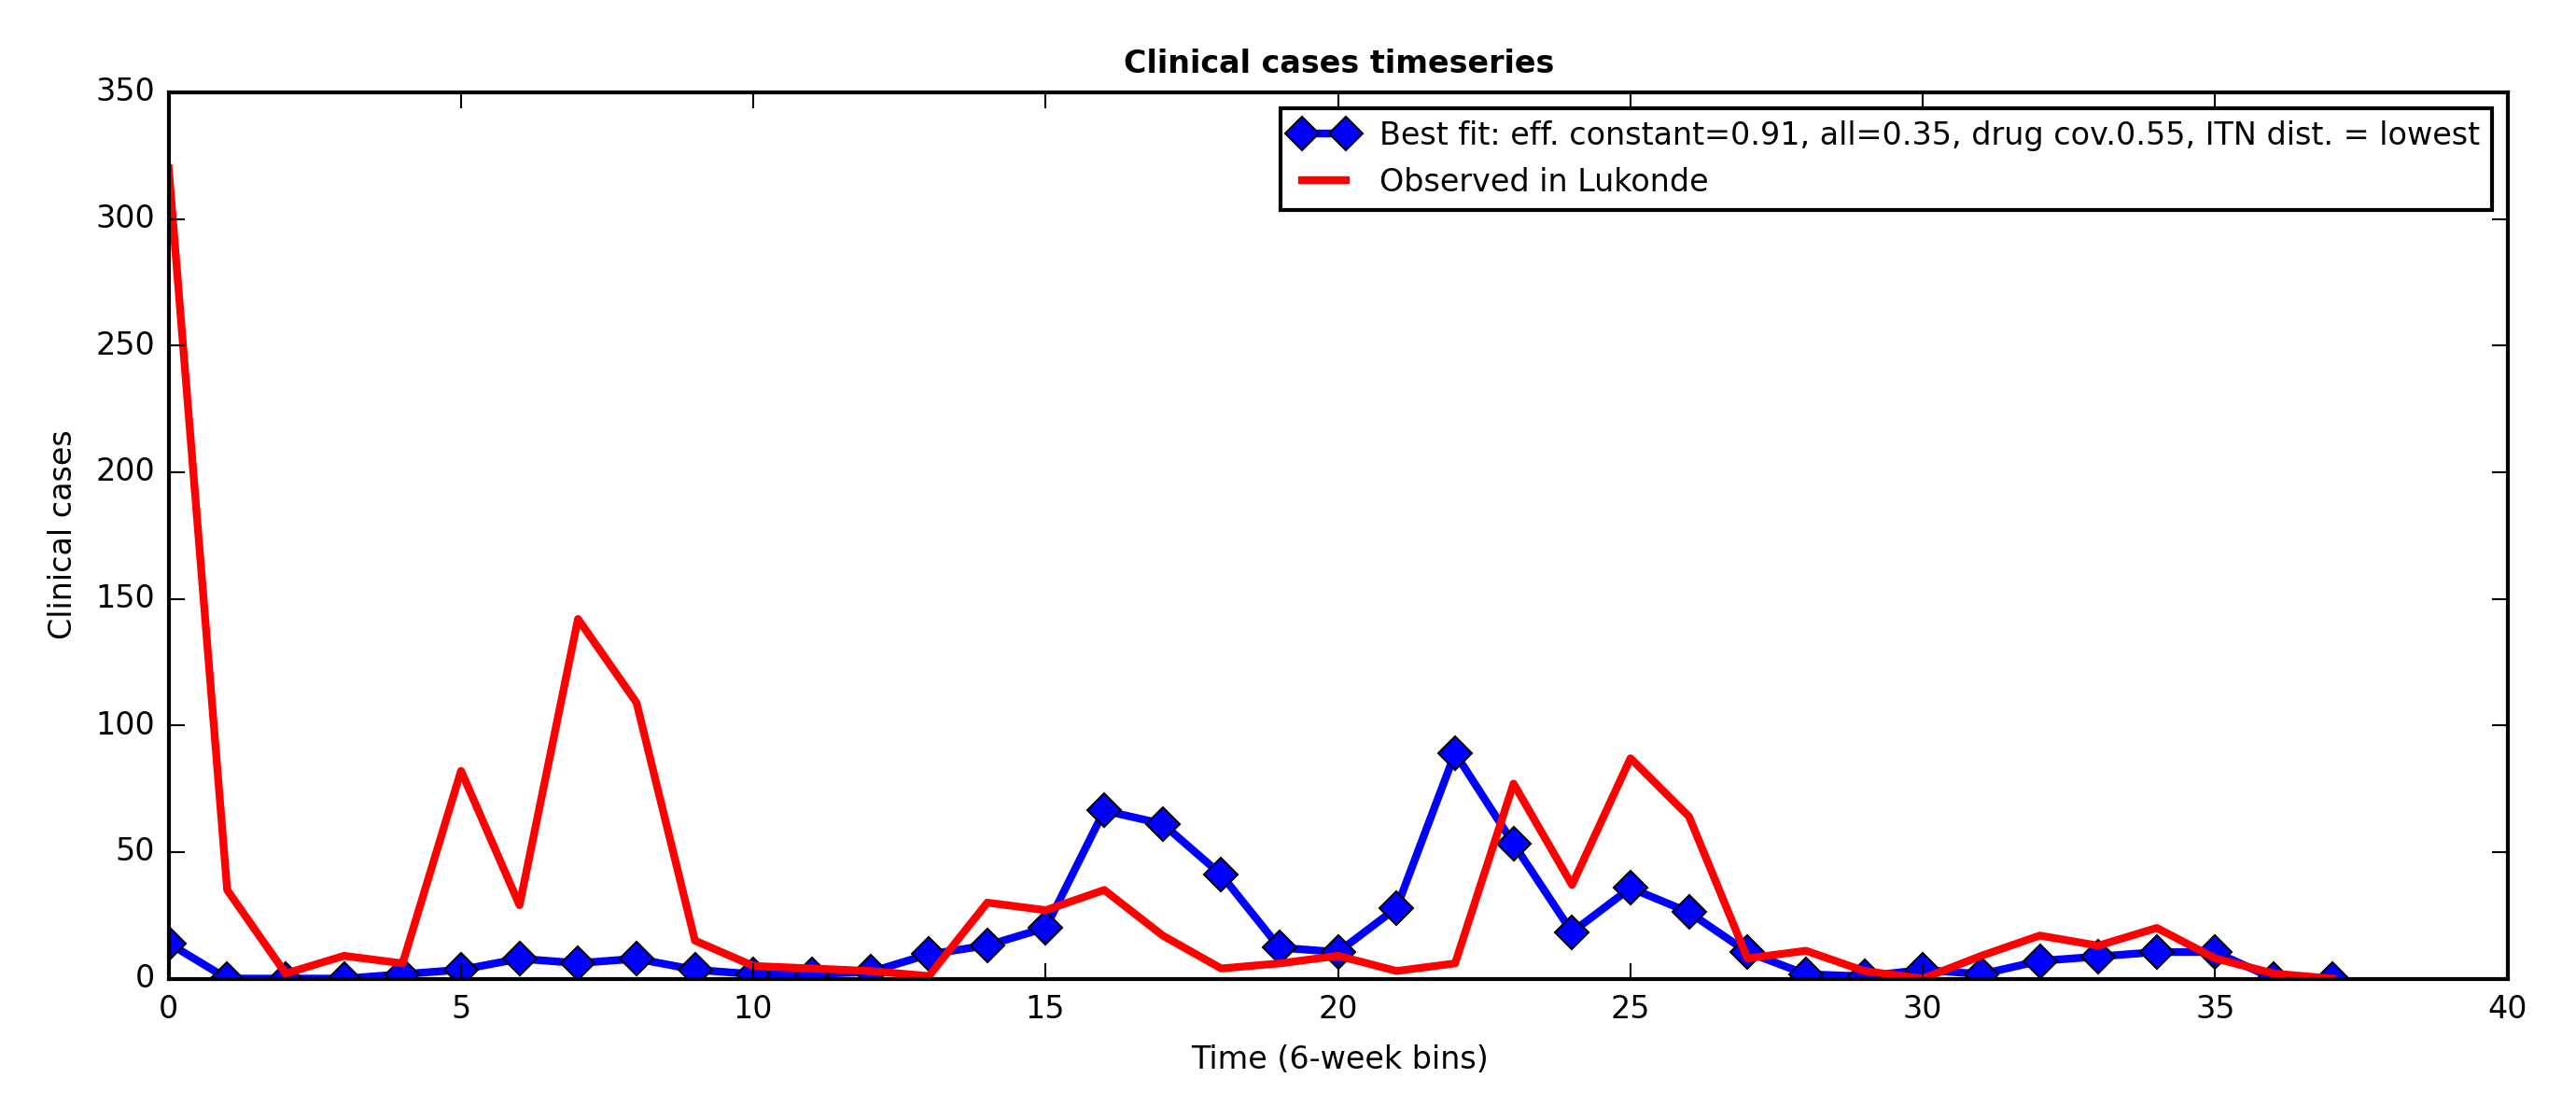 Clinical cases timeseries
Best fit: eff. constant=0.91, all=0.35, drug cov.0.55, ITN dist. = lowest
Observed in Lukonde
Clinical cases
350
300
250
200
150
100
50
0
0 5 10 15 20 25 30 35 40
Time (6-week bins)